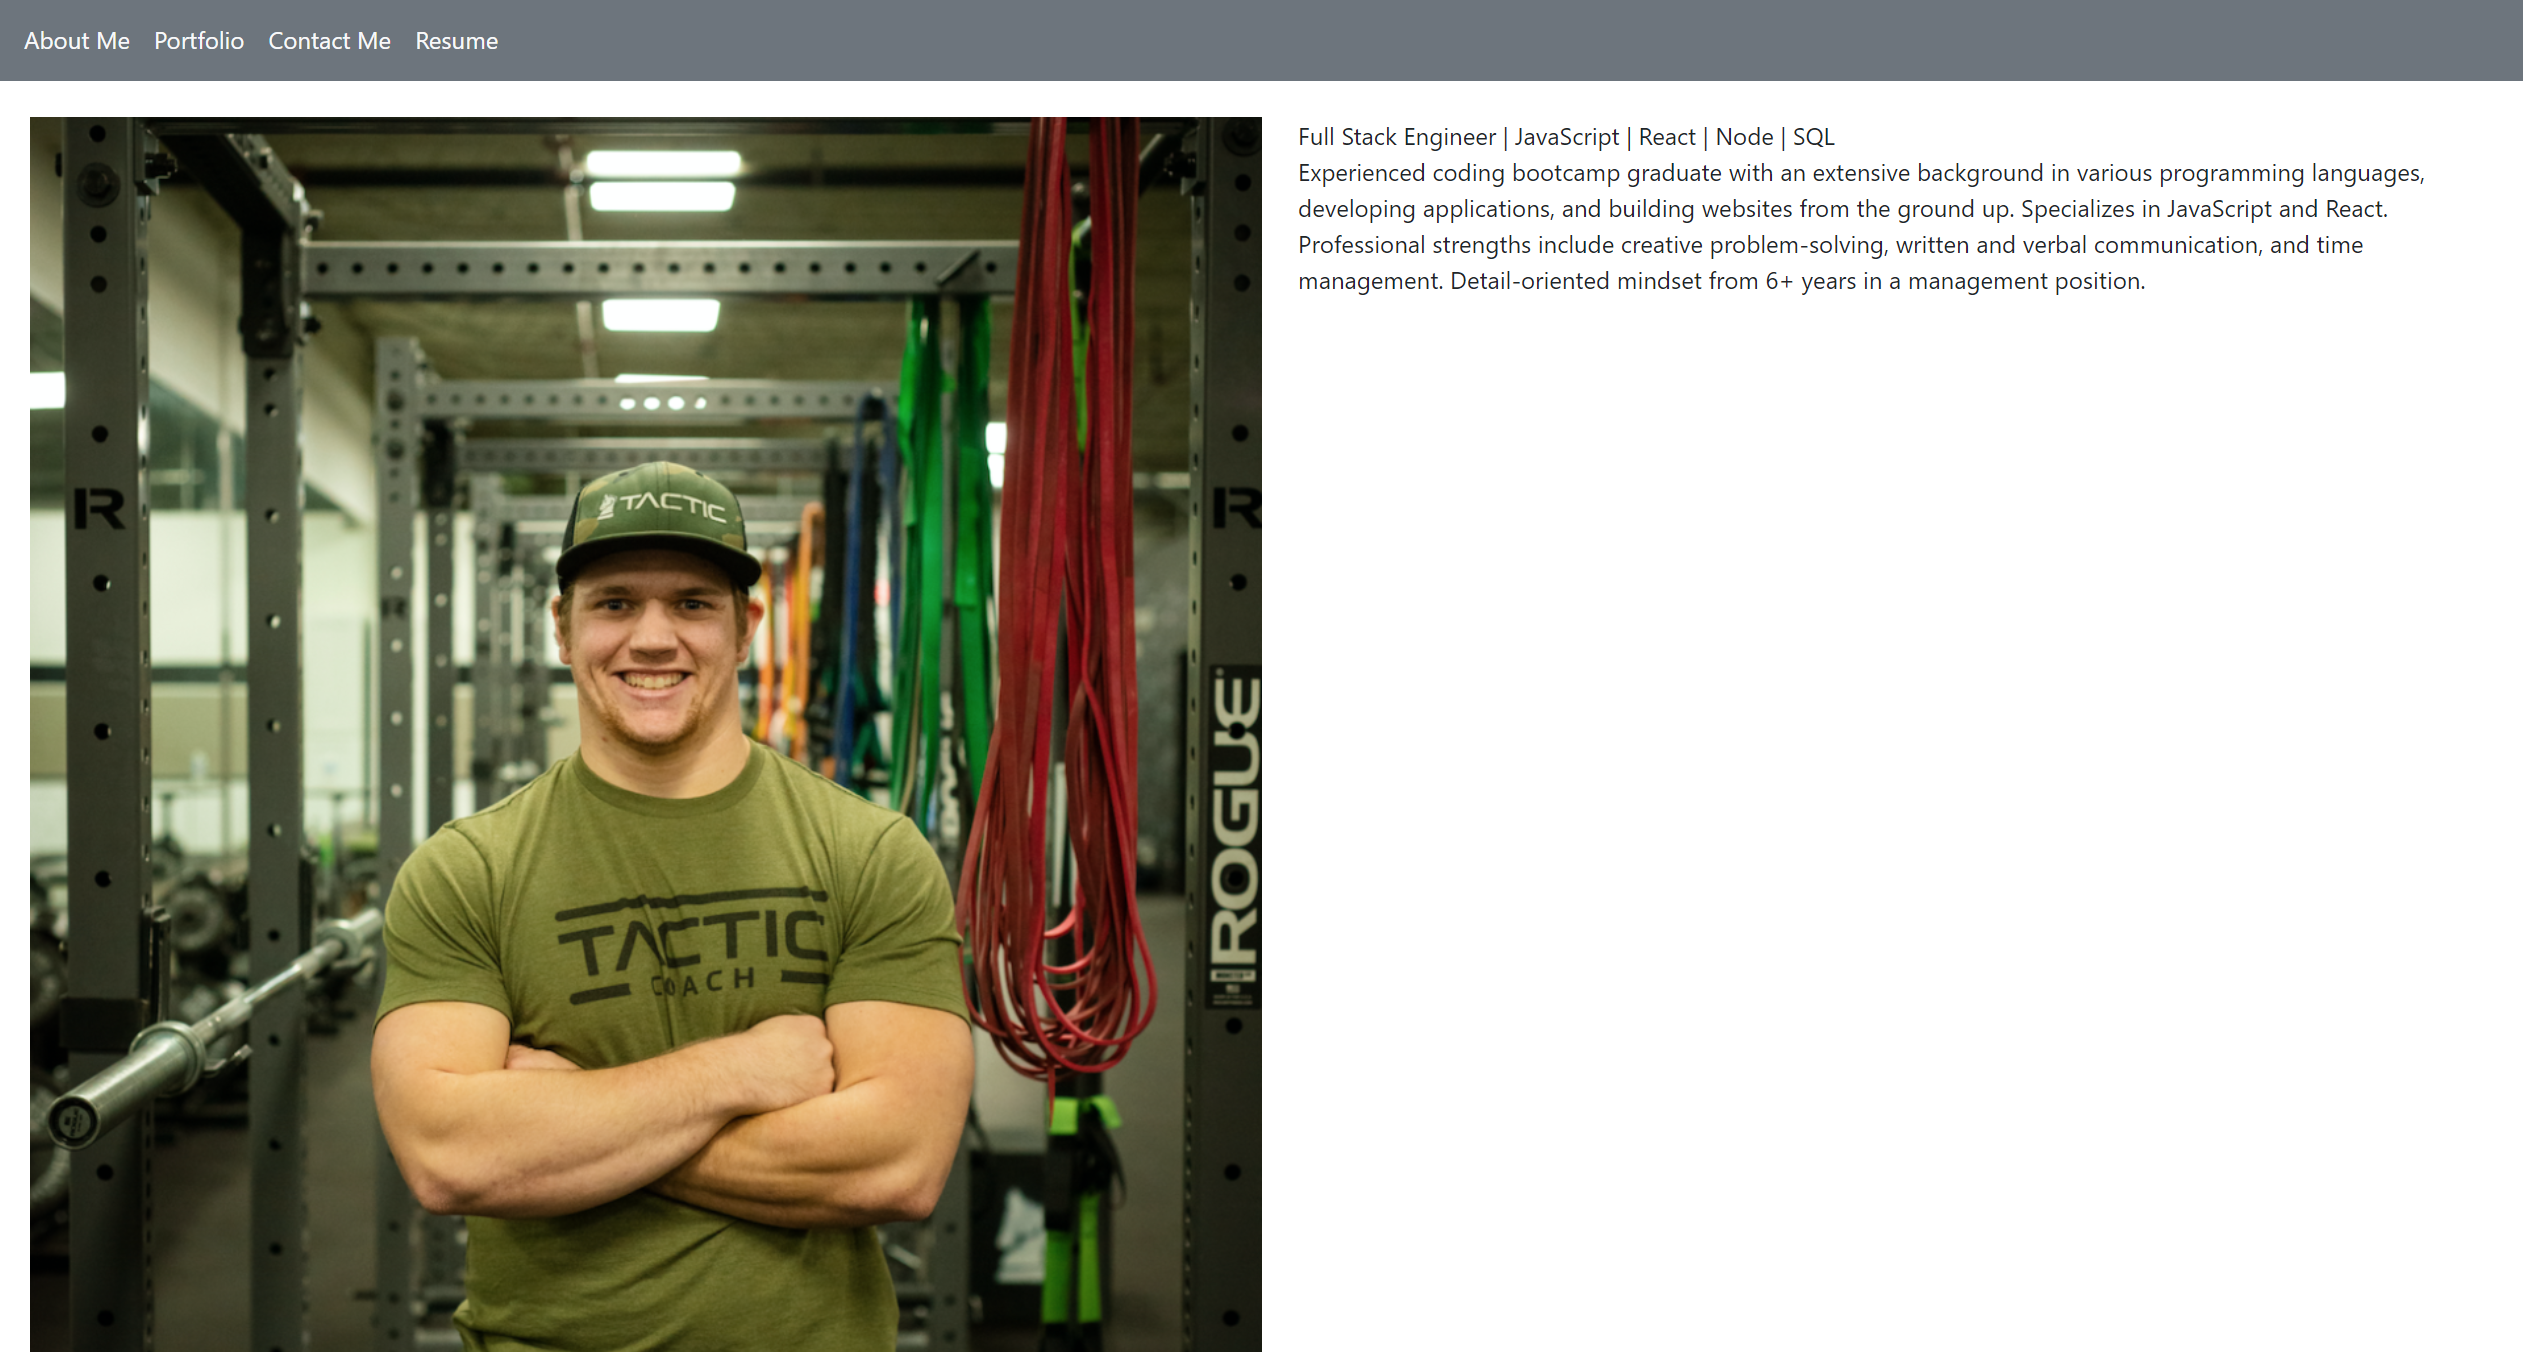 About Me Portfolio Contact Me Resume
Full Stack Engineer | JavaScript | React | Node | SQL
Experienced coding bootcamp graduate with an extensive background in various programming languages,
developing applications, and building websites from the ground up. Specializes in JavaScript and React.
Professional strengths include creative problem-solving, written and verbal communication, and time
management. Detail-oriented mindset from 6+ years in a management position.
R
R
TACTIC
ROGUE
TACTIC
COACH